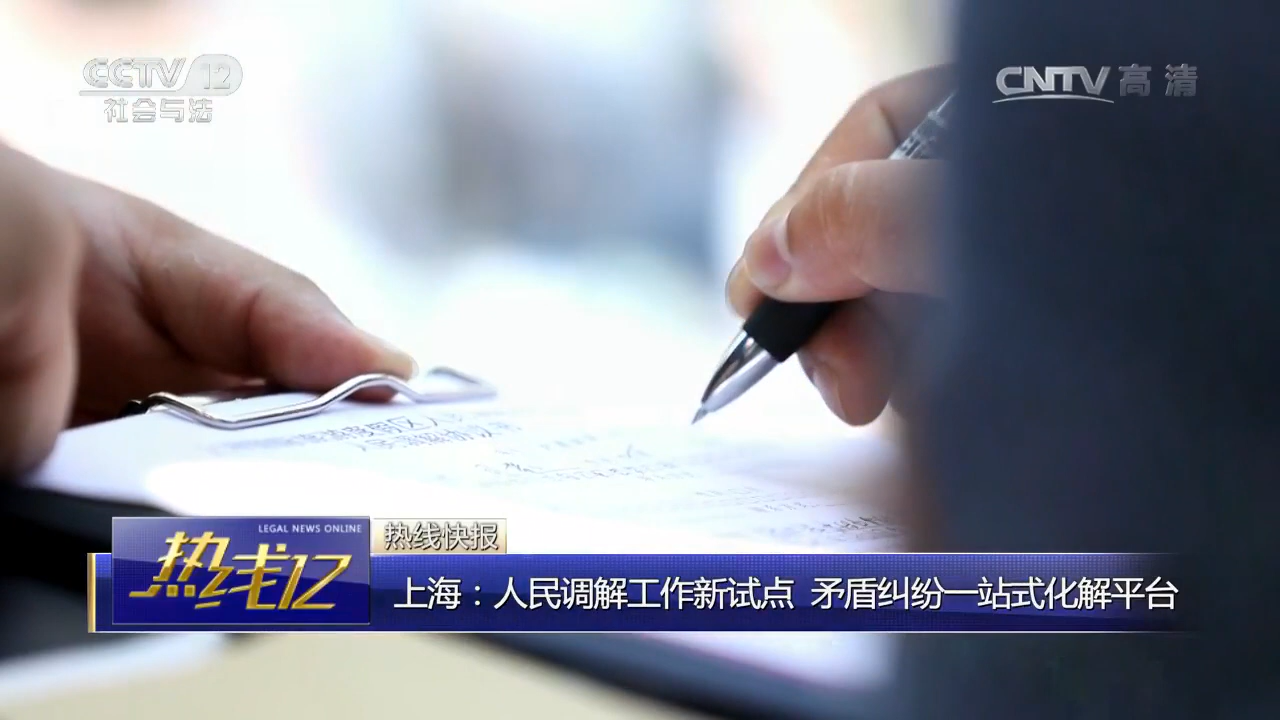 CCTV 12
社会与法
CNTV 高清
LEGAL NEWS ONLINE
热线12
热线快报
上海：人民调解工作新试点 矛盾纠纷一站式化解平台